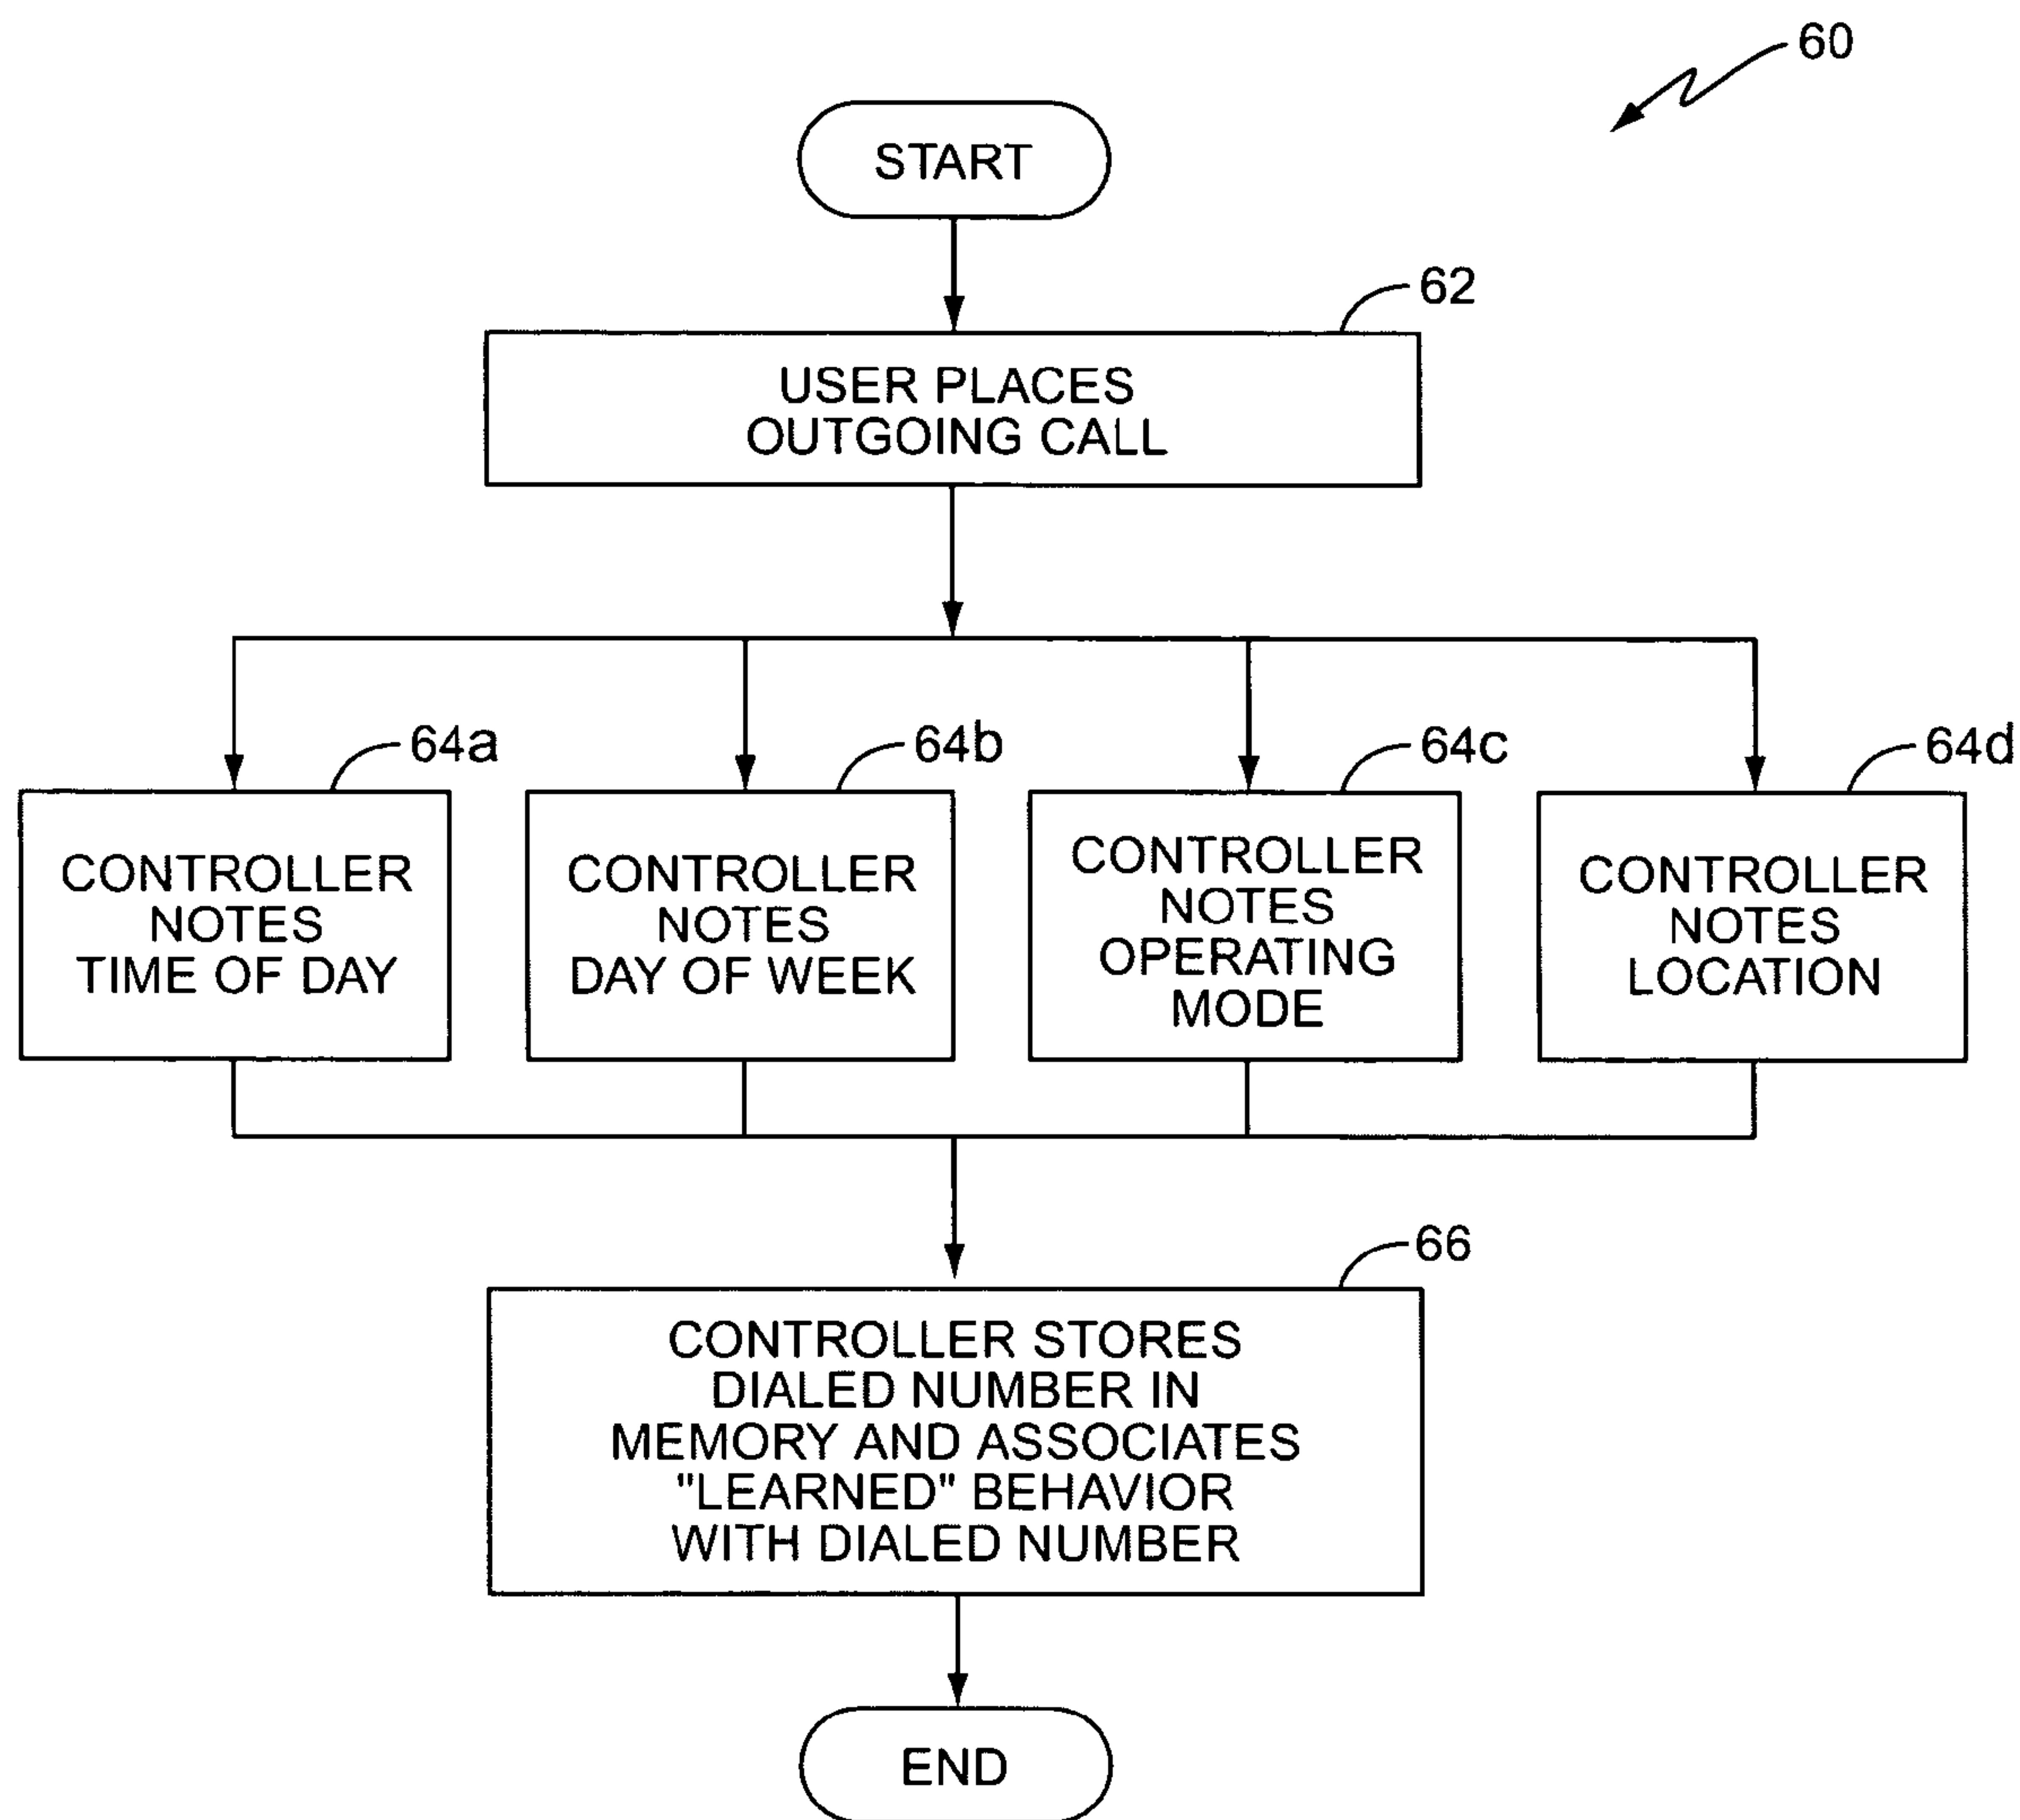 60
START
62
USER PLACES
OUTGOING CALL
64a
64b
64c
64d
CONTROLLER
NOTES
TIME OF DAY
CONTROLLER
NOTES
DAY OF WEEK
CONTROLLER
NOTES
OPERATING
MODE
CONTROLLER
NOTES
LOCATION
66
CONTROLLER STORES
DIALED NUMBER IN
MEMORY AND ASSOCIATES
"LEARNED" BEHAVIOR
WITH DIALED NUMBER
END